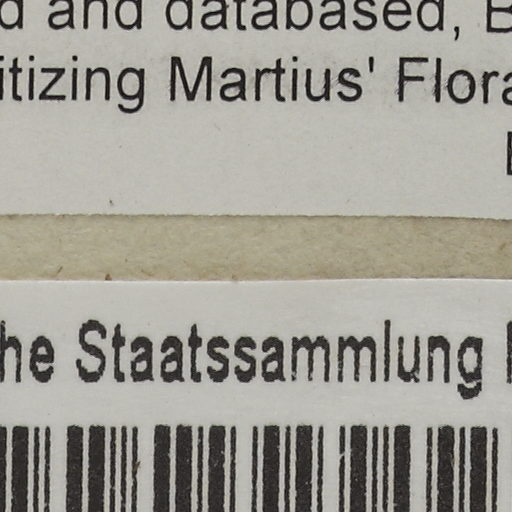 d and databased, B
itizing Martius' Flora
he Staatssammlung